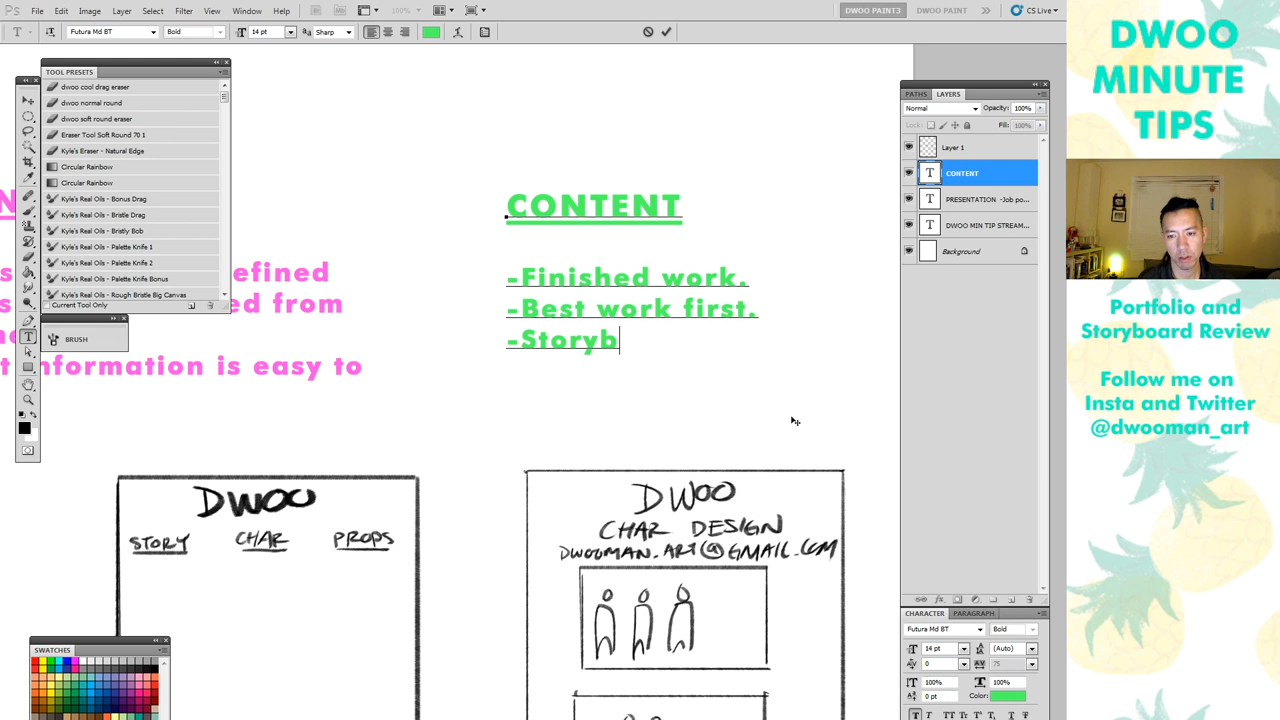 Ps File Edit Image Layer Select Filter View Window Help 100% DWOO PAINT3 DWOO PAINT CS Live
T Futura Md BT Bold 14 pt Sharp
TOOL PRESETS
dwoo cool drag eraser
dwoo normal round
dwoo soft round eraser
Eraser Tool Soft Round 70 1
Kyle's Eraser - Natural Edge
Circular Rainbow
Circular Rainbow
Kyle's Real Oils - Bonus Drag
Kyle's Real Oils - Bristle Drag
Kyle's Real Oils - Bristly Bob
Kyle's Real Oils - Palette Knife 1
Kyle's Real Oils - Palette Knife 2
Kyle's Real Oils - Palette Knife Bonus
Kyle's Real Oils - Rough Bristle Big Canvas
Current Tool Only
BRUSH
SWATCHES
efined
ed from
t information is easy to
CONTENT
-Finished work.
-Best work first.
-Storyb
DWOO
STORY CHAR PROPS
DWOO
CHAR DESIGN
DWOOMAN.ART@GMAIL.COM
PATHS LAYERS
Normal Opacity: 100%
Lock: Fill: 100%
Layer 1
T CONTENT
T PRESENTATION -Job po...
T DWOO MIN TIP STREAM...
Background
CHARACTER PARAGRAPH
Futura Md BT Bold
14 pt (Auto)
0 75
100% 100%
0 pt Color:
DWOO
MINUTE
TIPS
Portfolio and
Storyboard Review
Follow me on
Insta and Twitter
@dwooman_art